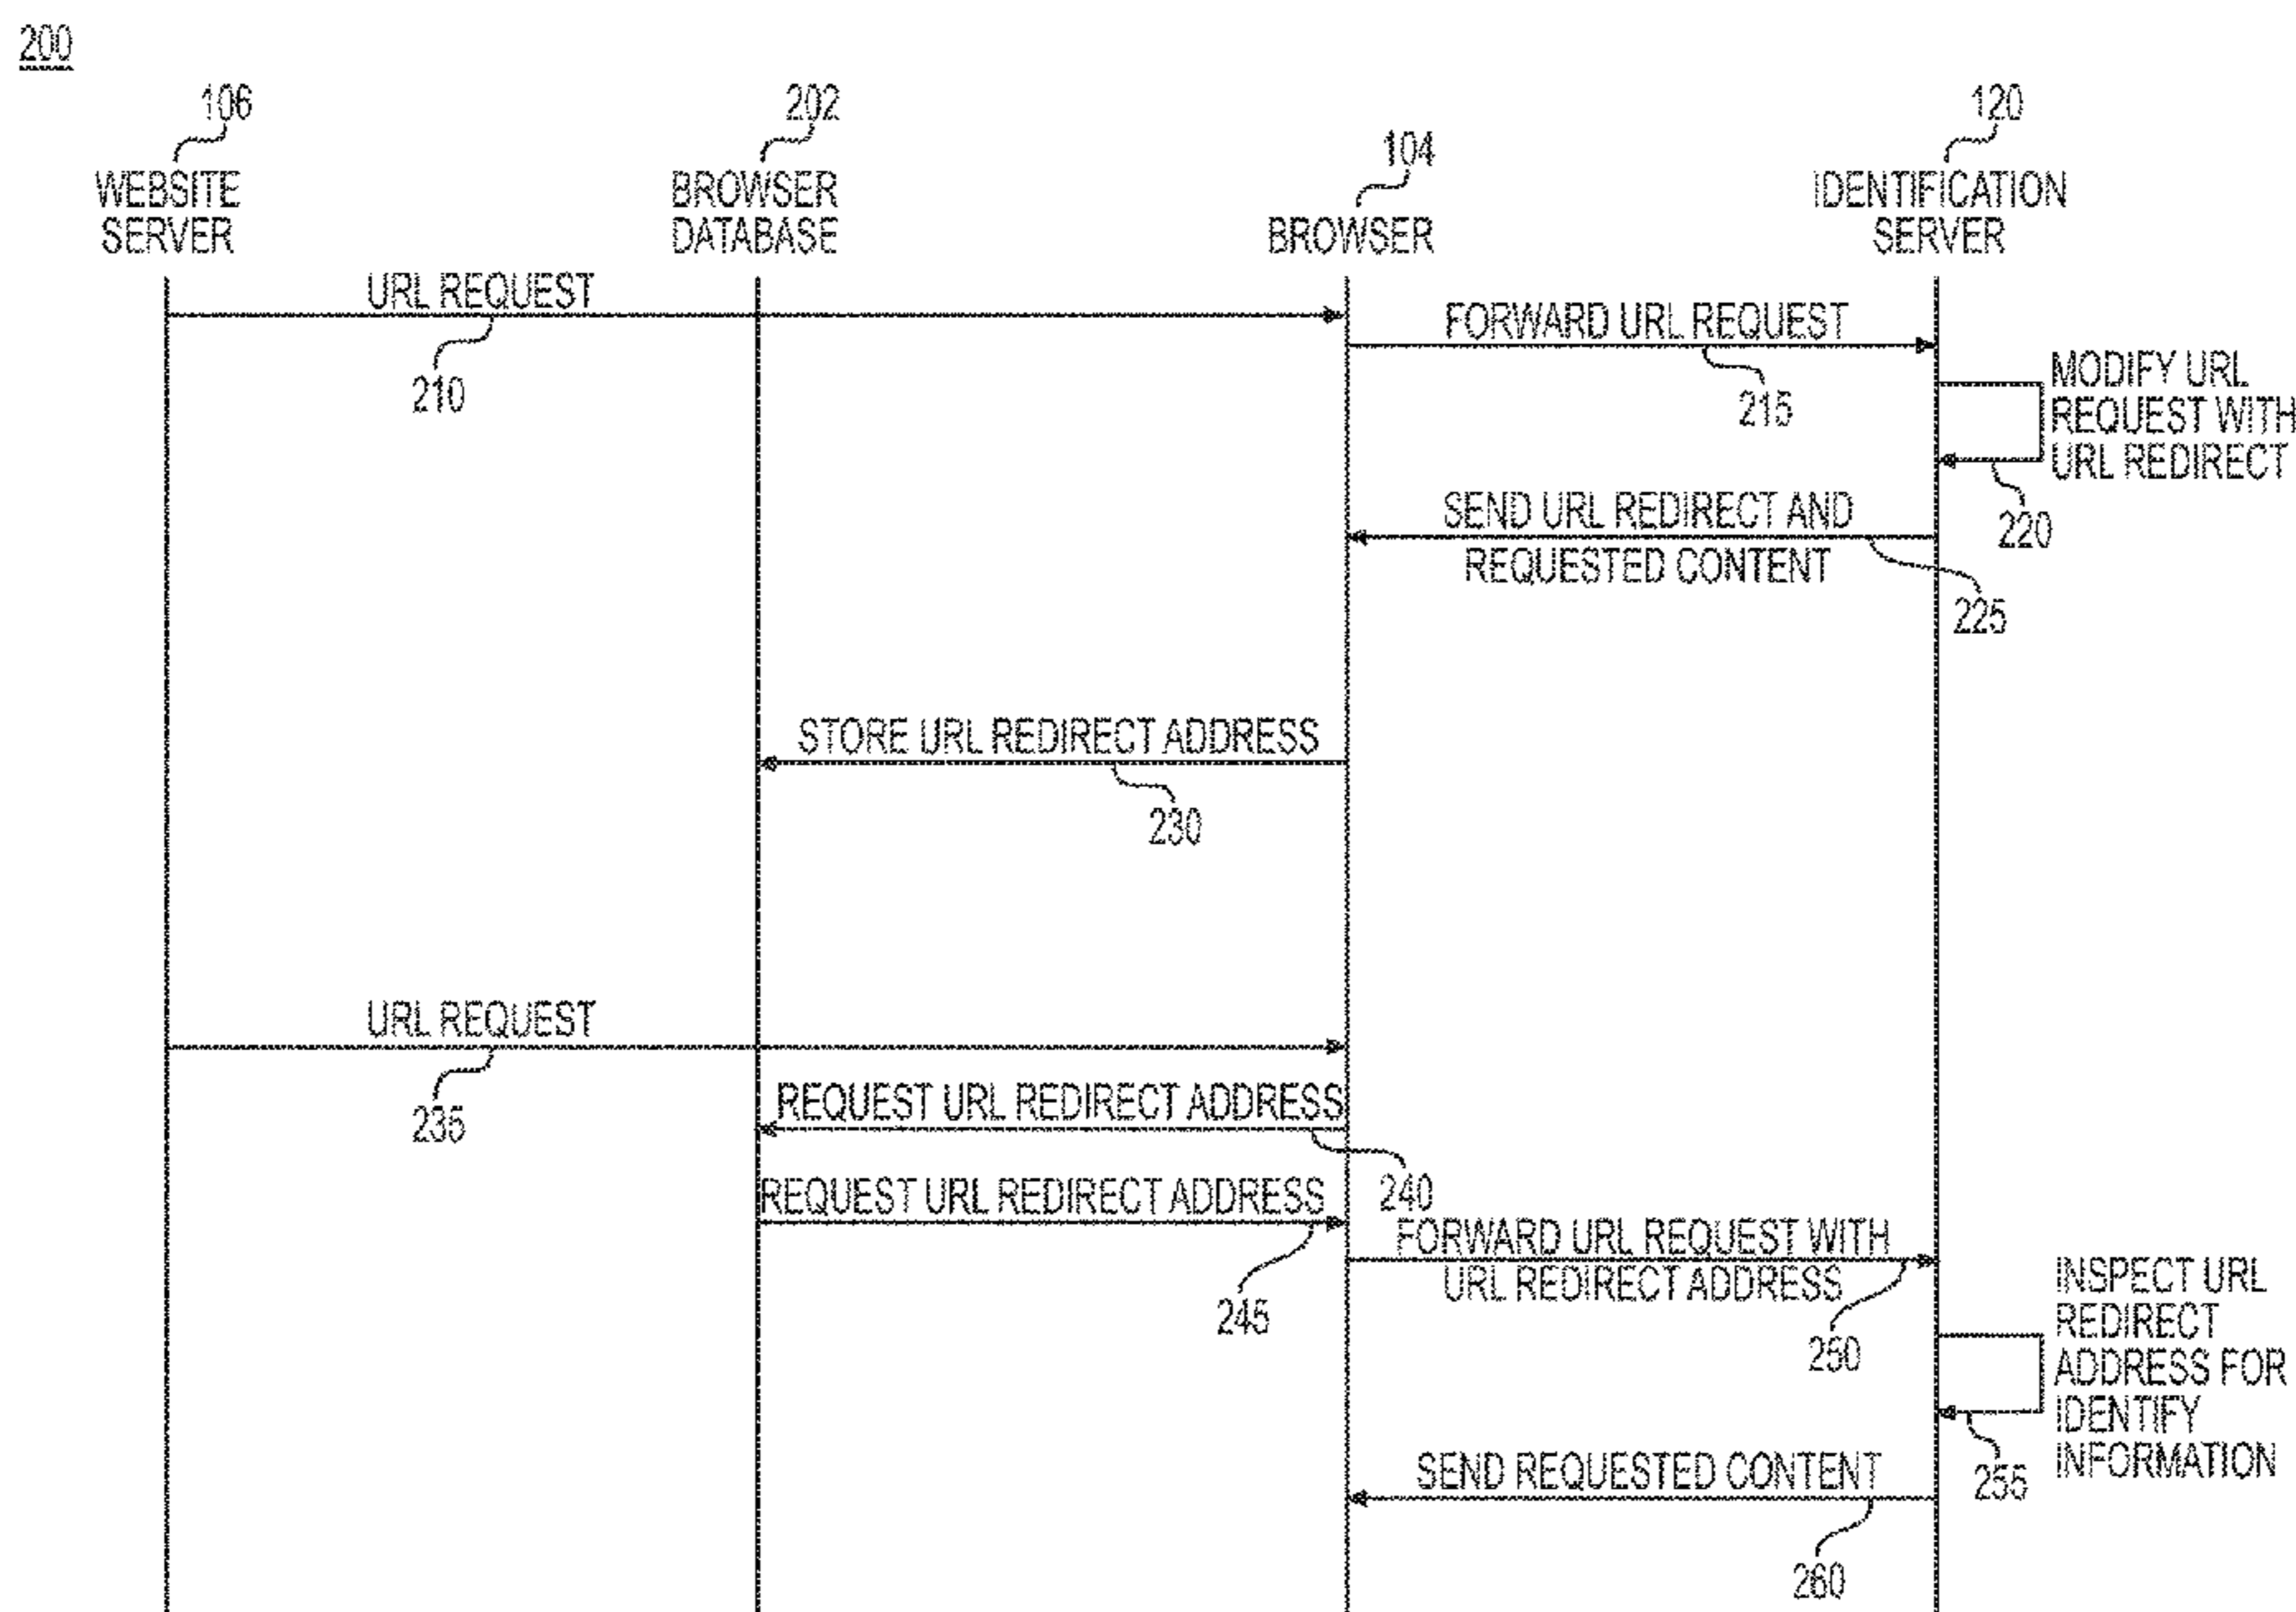 200
106
202
104
120
WEBSITE
SERVER
BROWSER
DATABASE
BROWSER
IDENTIFICATION
SERVER
URL REQUEST
210
FORWARD URL REQUEST
215
MODIFY URL
REQUEST WITH
URL REDIRECT
220
SEND URL REDIRECT AND
REQUESTED CONTENT
225
STORE URL REDIRECT ADDRESS
230
URL REQUEST
235
REQUEST URL REDIRECT ADDRESS
240
REQUEST URL REDIRECT ADDRESS
245
FORWARD URL REQUEST WITH
URL REDIRECT ADDRESS
250
INSPECT URL
REDIRECT
ADDRESS FOR
IDENTIFY
INFORMATION
255
SEND REQUESTED CONTENT
260